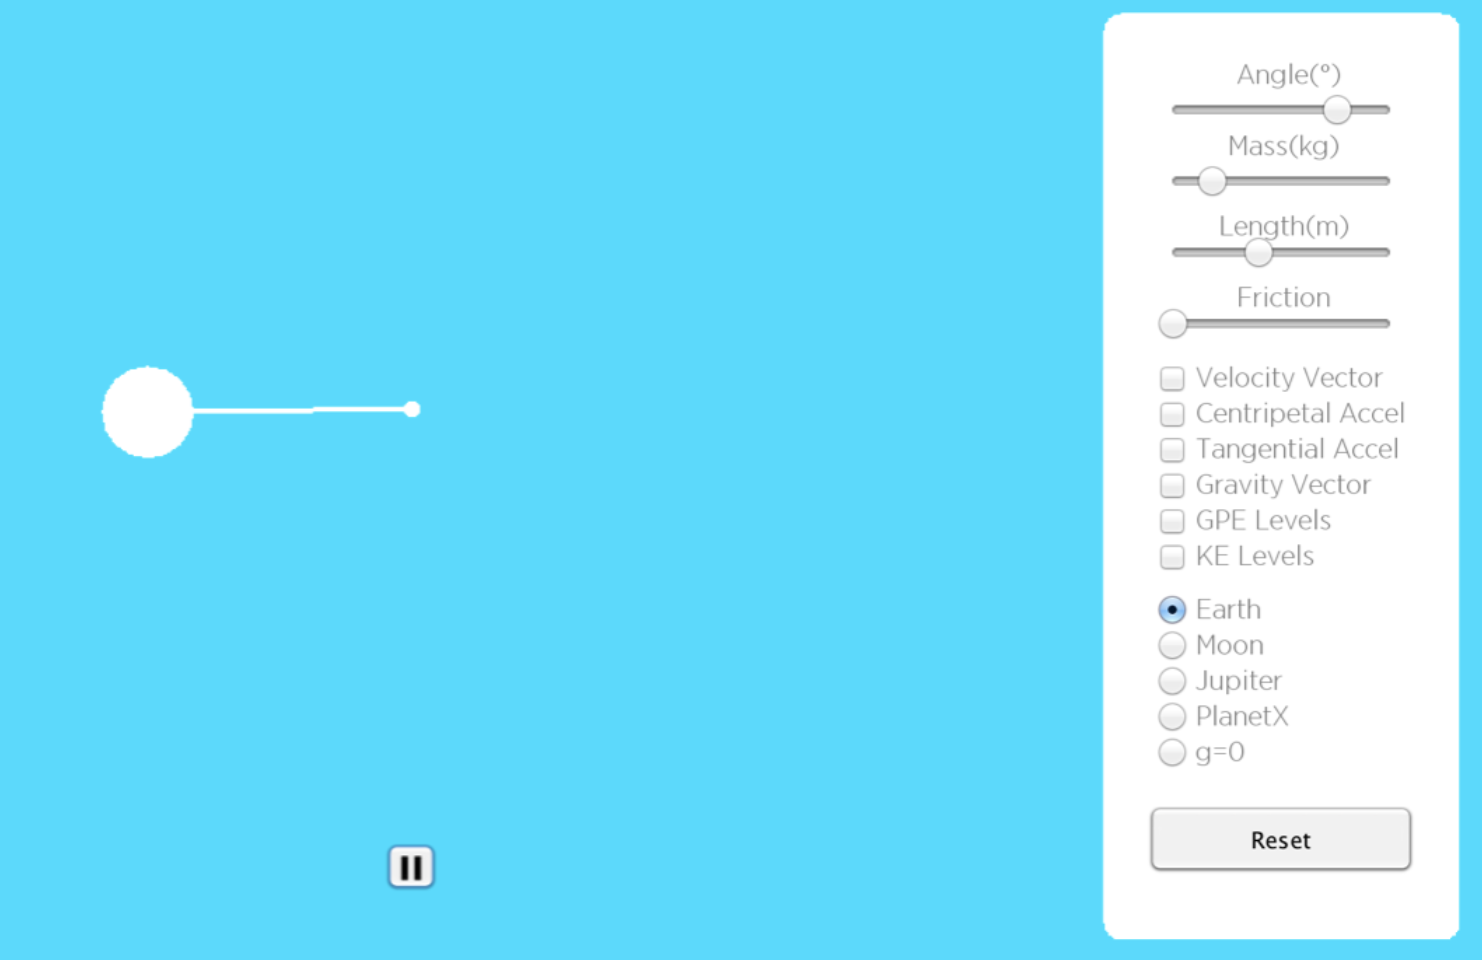 Angle(°)
Mass(kg)
Length(m)
Friction
Velocity Vector
Centripetal Accel
Tangential Accel
Gravity Vector
GPE Levels
KE Levels
Earth
Moon
Jupiter
PlanetX
g=0
Reset